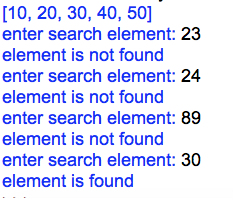 [10, 20, 30, 40, 50]
enter search element: 23
element is not found
enter search element: 24
element is not found
enter search element: 89
element is not found
enter search element: 30
element is found